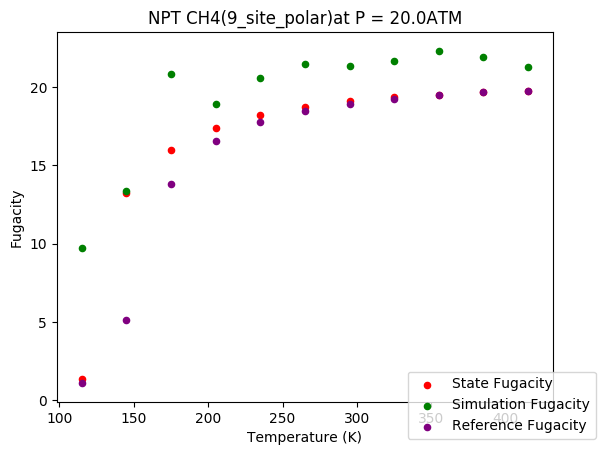 NPT CH4(9_site_polar)at P = 20.0ATM
20
15
10
5
0
Fugacity
100
150
200
250
300
350
400
Temperature (K)
State Fugacity
Simulation Fugacity
Reference Fugacity